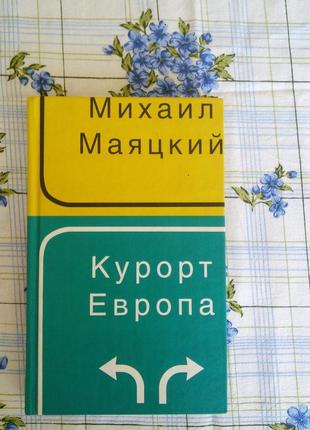 Михаил
Маяцкий
Курорт
Европа